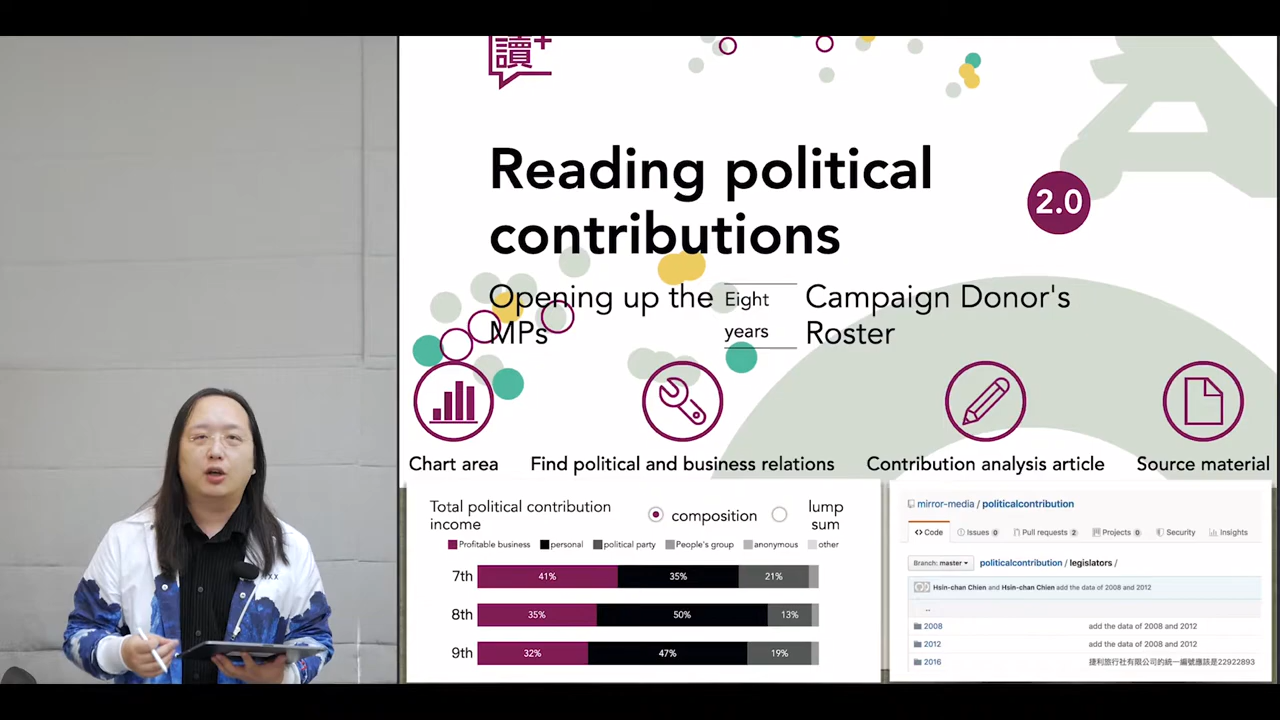 讀+
Reading political
contributions
2.0
Opening up the
MPs
Eight
years
Campaign Donor's
Roster
Chart area
Find political and business relations
Contribution analysis article
Source material
Total political contribution
income
composition
lump
sum
Profitable business personal political party People's group anonymous other
7th 41% 35% 21%
8th 35% 50% 13%
9th 32% 47% 19%
mirror-media / politicalcontribution
Code Issues 0 Pull requests 2 Projects 0 Security Insights
Branch: master politicalcontribution / legislators /
Hsin-chan Chien and Hsin-chan Chien add the data of 2008 and 2012
..
2008 add the data of 2008 and 2012
2012 add the data of 2008 and 2012
2016 捷利旅行社有限公司的統一編號應該是22922893